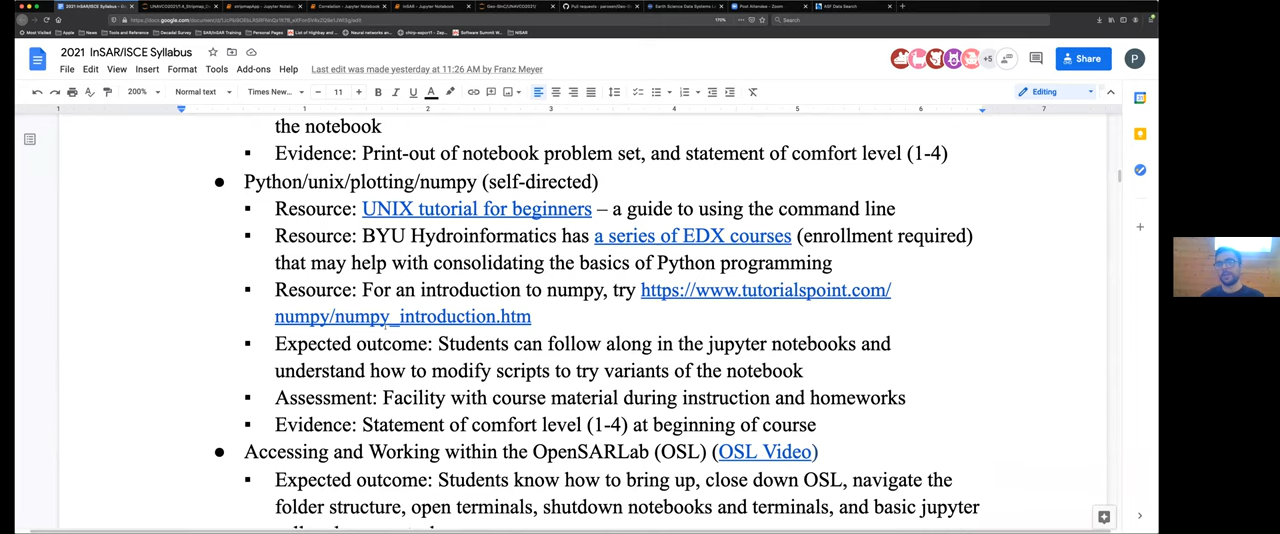 2021 InSAR/ISCE Syllabus
File Edit View Insert Format Tools Add-ons Help Last edit was made yesterday at 11:26 AM by Franz Meyer
+5
Share
P
200% Normal text Times New... 11 B I U A Editing
1 1 2 3 4 5 6 7
the notebook
▪ Evidence: Print-out of notebook problem set, and statement of comfort level (1-4)
● Python/unix/plotting/numpy (self-directed)
▪ Resource: UNIX tutorial for beginners – a guide to using the command line
▪ Resource: BYU Hydroinformatics has a series of EDX courses (enrollment required)
that may help with consolidating the basics of Python programming
▪ Resource: For an introduction to numpy, try https://www.tutorialspoint.com/
numpy/numpy_introduction.htm
▪ Expected outcome: Students can follow along in the jupyter notebooks and
understand how to modify scripts to try variants of the notebook
▪ Assessment: Facility with course material during instruction and homeworks
▪ Evidence: Statement of comfort level (1-4) at beginning of course
● Accessing and Working within the OpenSARLab (OSL) (OSL Video)
▪ Expected outcome: Students know how to bring up, close down OSL, navigate the
folder structure, open terminals, shutdown notebooks and terminals, and basic jupyter